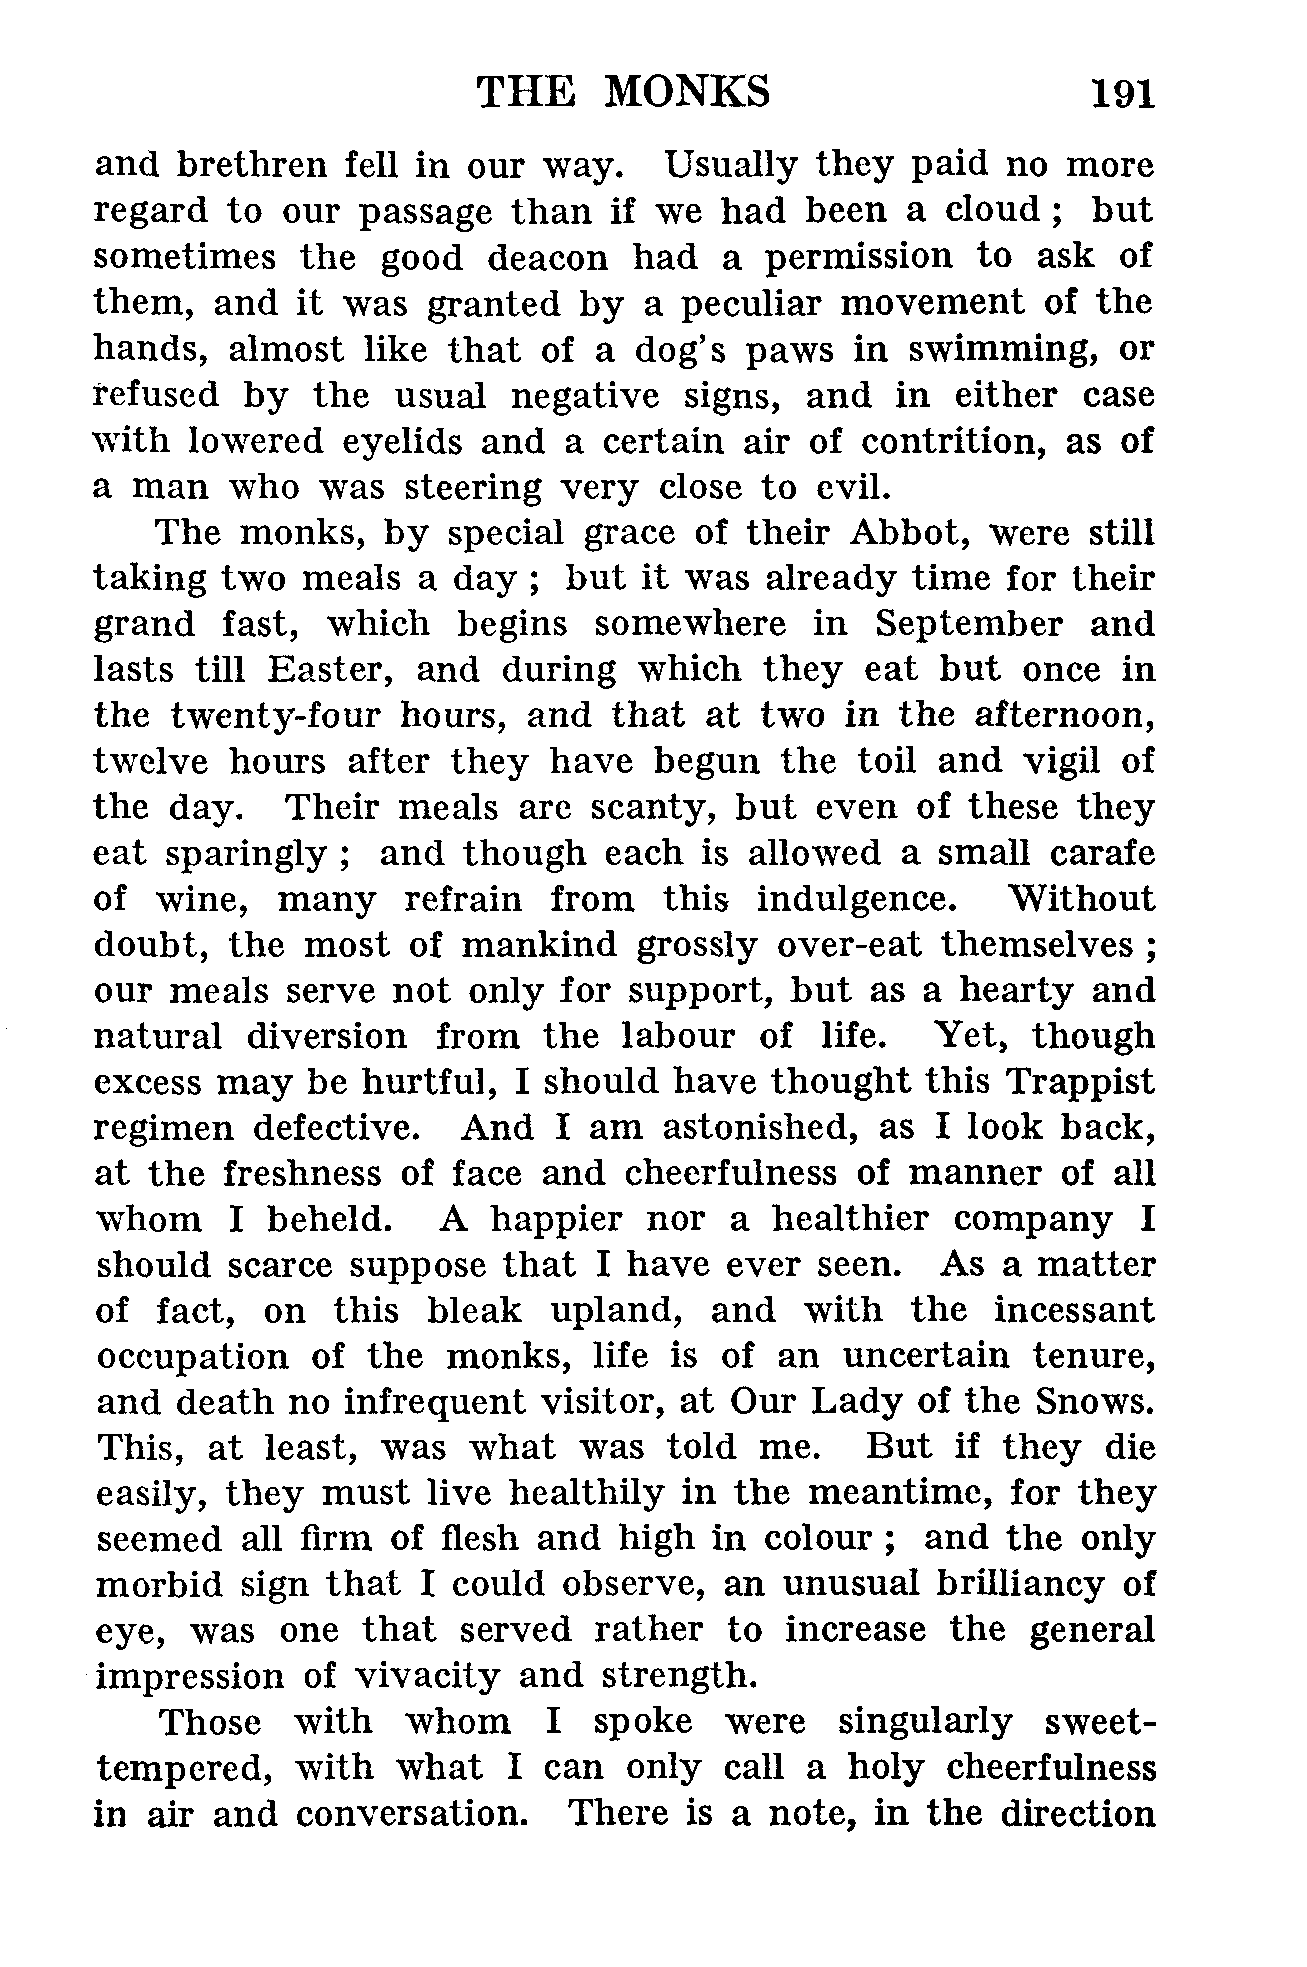 THE MONKS 191
and brethren fell in our way. Usually they paid no more
regard to our passage than if we had been a cloud ; but
sometimes the good deacon had a permission to ask of
them, and it was granted by a peculiar movement of the
hands, almost like that of a dog's paws in swimming, or
refused by the usual negative signs, and in either case
with lowered eyelids and a certain air of contrition, as of
a man who was steering very close to evil.
The monks, by special grace of their Abbot, were still
taking two meals a day ; but it was already time for their
grand fast, which begins somewhere in September and
lasts till Easter, and during which they eat but once in
the twenty-four hours, and that at two in the afternoon,
twelve hours after they have begun the toil and vigil of
the day. Their meals are scanty, but even of these they
eat sparingly ; and though each is allowed a small carafe
of wine, many refrain from this indulgence. Without
doubt, the most of mankind grossly over-eat themselves ;
our meals serve not only for support, but as a hearty and
natural diversion from the labour of life. Yet, though
excess may be hurtful, I should have thought this Trappist
regimen defective. And I am astonished, as I look back,
at the freshness of face and cheerfulness of manner of all
whom I beheld. A happier nor a healthier company I
should scarce suppose that I have ever seen. As a matter
of fact, on this bleak upland, and with the incessant
occupation of the monks, life is of an uncertain tenure,
and death no infrequent visitor, at Our Lady of the Snows.
This, at least, was what was told me. But if they die
easily, they must live healthily in the meantime, for they
seemed all firm of flesh and high in colour ; and the only
morbid sign that I could observe, an unusual brilliancy of
eye, was one that served rather to increase the general
impression of vivacity and strength.
Those with whom I spoke were singularly sweet-
tempered, with what I can only call a holy cheerfulness
in air and conversation. There is a note, in the direction